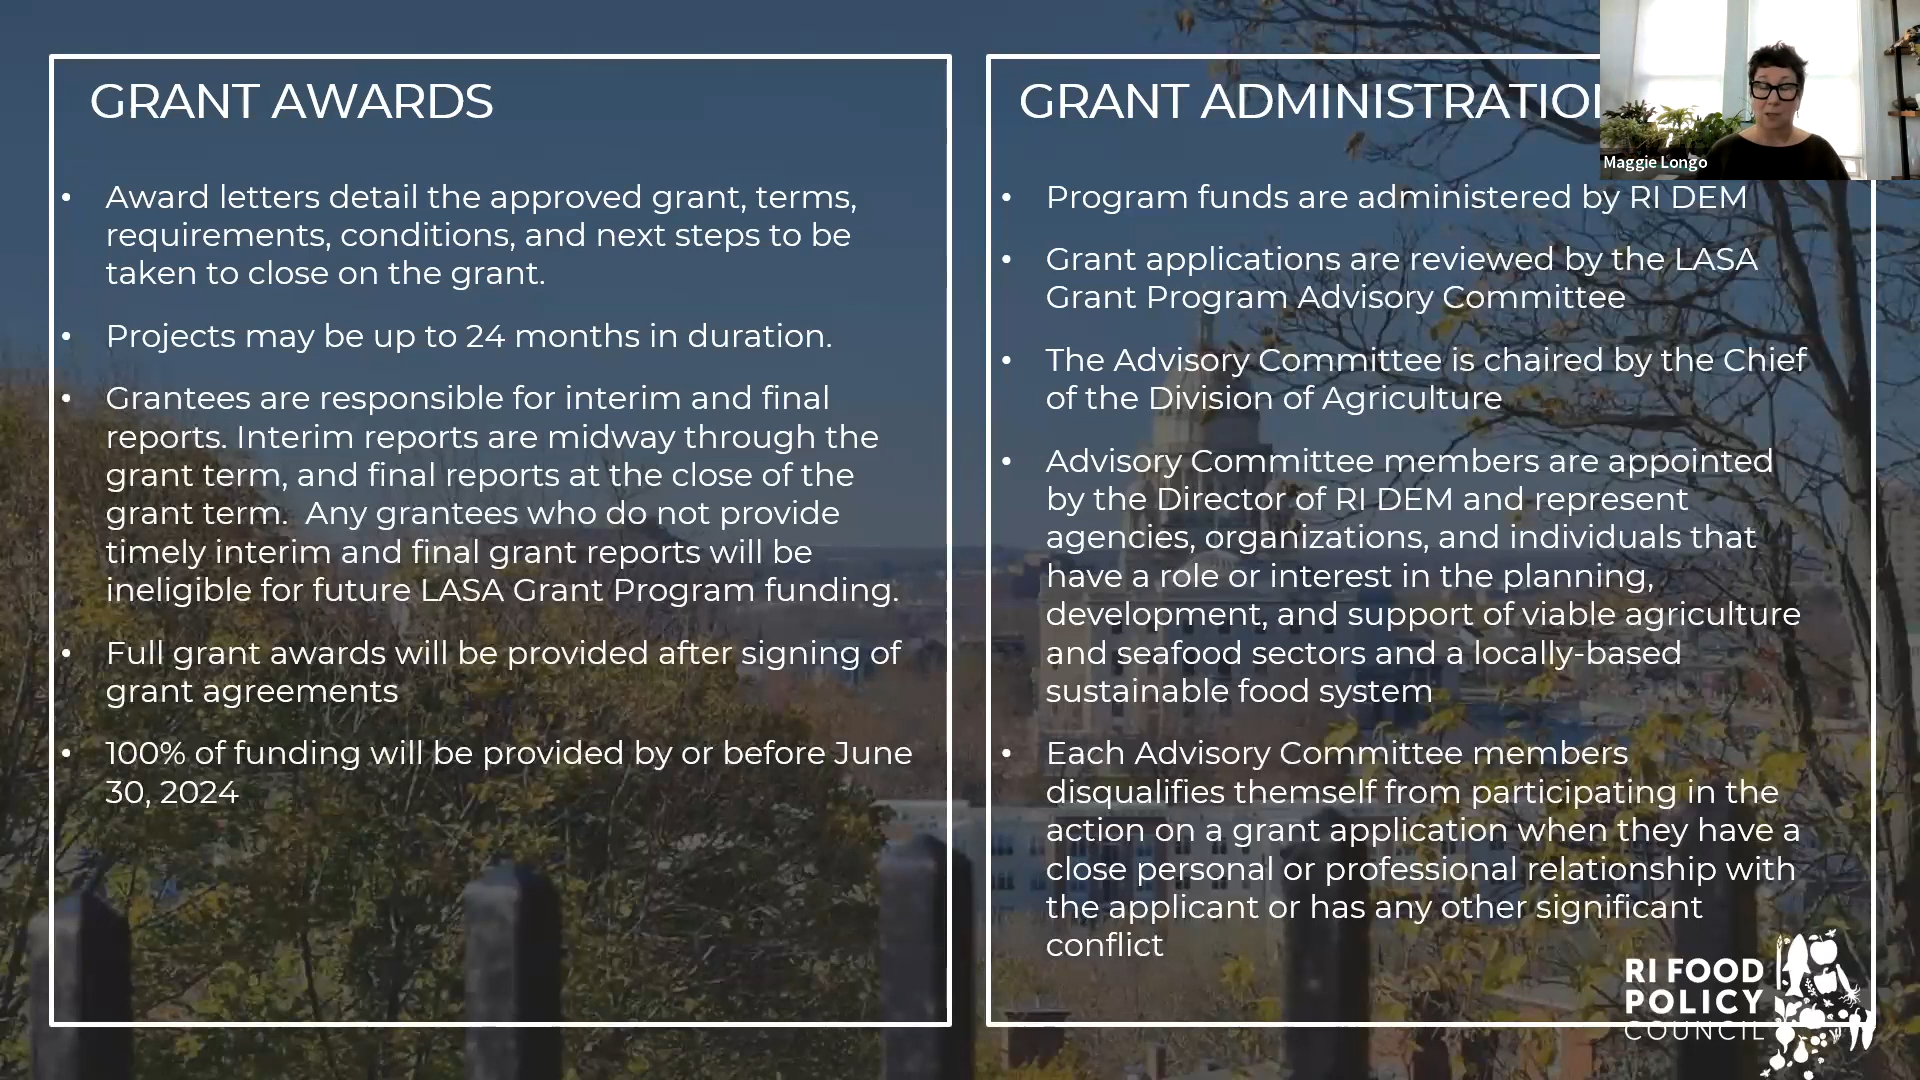 GRANT AWARDS
• Award letters detail the approved grant, terms,
requirements, conditions, and next steps to be
taken to close on the grant.
• Projects may be up to 24 months in duration.
• Grantees are responsible for interim and final
reports. Interim reports are midway through the
grant term, and final reports at the close of the
grant term.  Any grantees who do not provide
timely interim and final grant reports will be
ineligible for future LASA Grant Program funding.
• Full grant awards will be provided after signing of
grant agreements
• 100% of funding will be provided by or before June
30, 2024
GRANT ADMINISTRATION
Maggie Longo
• Program funds are administered by RI DEM
• Grant applications are reviewed by the LASA
Grant Program Advisory Committee
• The Advisory Committee is chaired by the Chief
of the Division of Agriculture
• Advisory Committee members are appointed
by the Director of RI DEM and represent
agencies, organizations, and individuals that
have a role or interest in the planning,
development, and support of viable agriculture
and seafood sectors and a locally-based
sustainable food system
• Each Advisory Committee members
disqualifies themself from participating in the
action on a grant application when they have a
close personal or professional relationship with
the applicant or has any other significant
conflict
RI FOOD
POLICY
COUNCIL